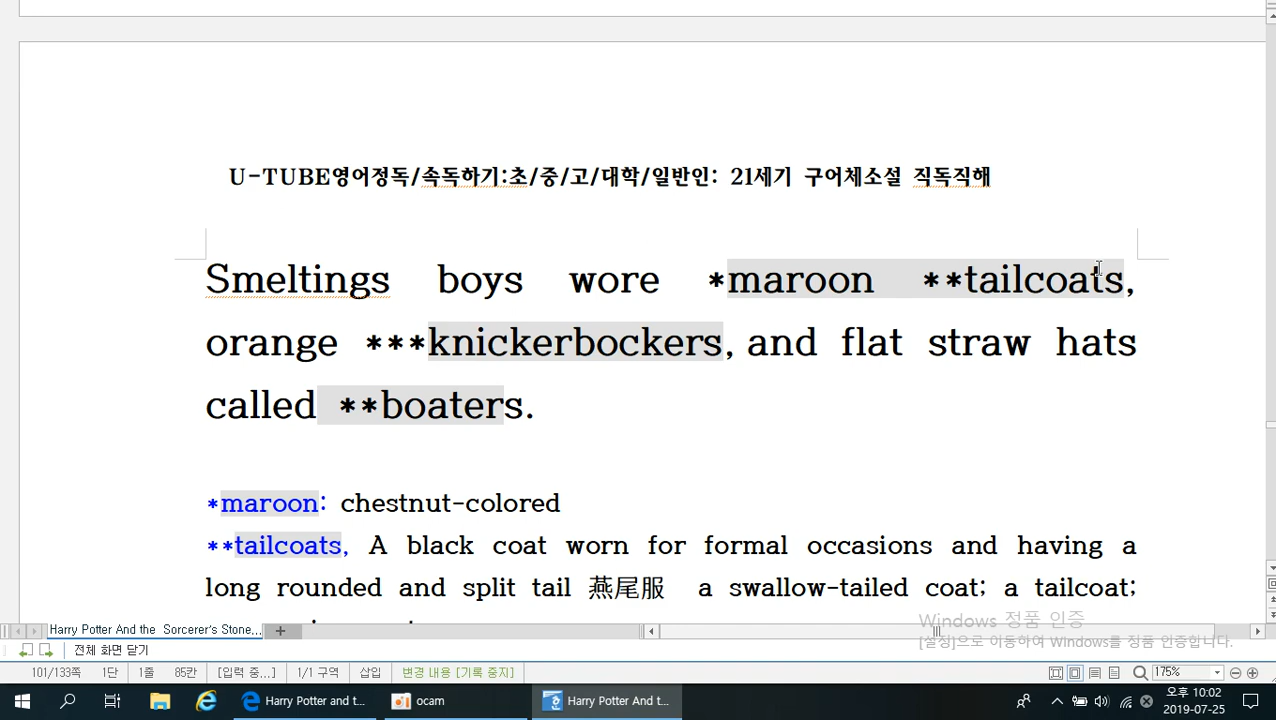 U-TUBE영어정독/속독하기:초/중/고/대학/일반인: 21세기 구어체소설 직독직해
Smeltings boys wore *maroon **tailcoats,
orange ***knickerbockers, and flat straw hats
called **boaters.
*maroon: chestnut-colored
**tailcoats, A black coat worn for formal occasions and having a
long rounded and split tail 燕尾服 a swallow-tailed coat; a tailcoat;
Windows 정품 인증
[설정]으로 이동하여 Windows를 정품 인증합니다.
Harry Potter And the Sorcerer's Stone...
전체 화면 닫기
101/133쪽 1단 1줄 85칸 [입력 중...] 1/1 구역 삽입 변경 내용 [기록 중지] 175%
Harry Potter and t... ocam Harry Potter And t... 오후 10:02
2019-07-25